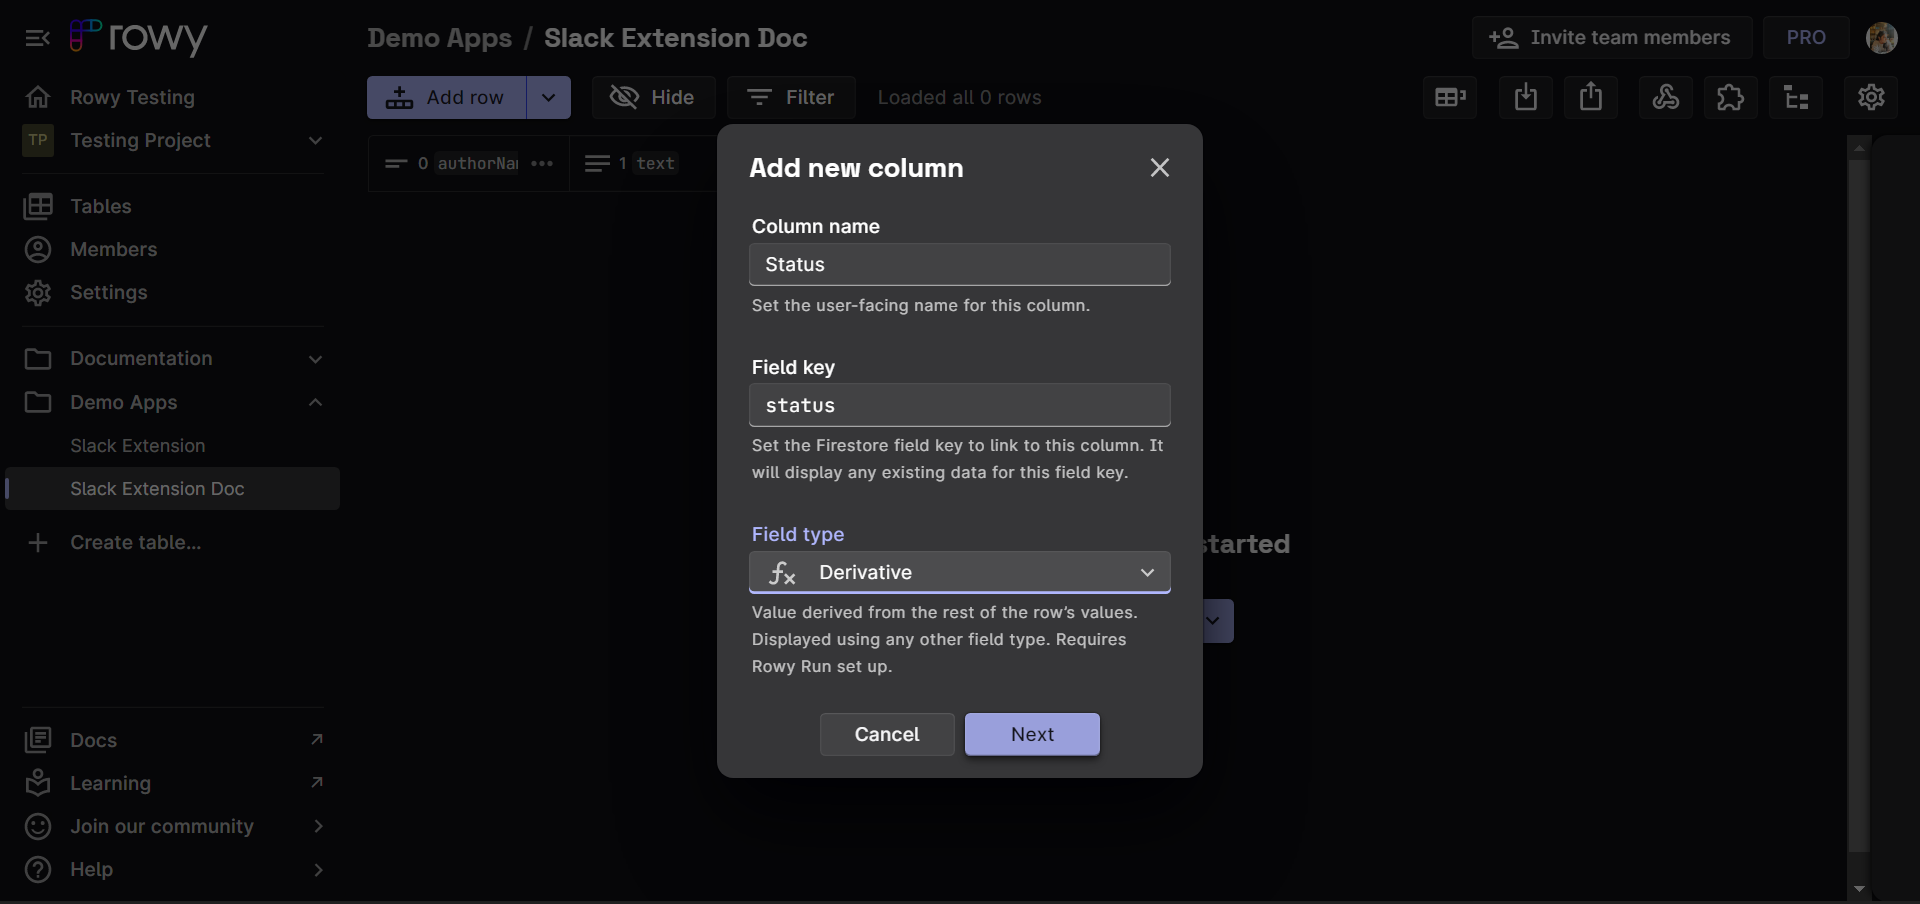 rowy
Demo Apps / Slack Extension Doc
Invite team members
PRO
Rowy Testing
TP Testing Project
Tables
Members
Settings
Documentation
Demo Apps
Slack Extension
Slack Extension Doc
Create table...
Docs
Learning
Join our community
Help
Add row
Hide
Filter
Loaded all 0 rows
0 authorNa
1 text
started
Add new column
Column name
Status
Set the user-facing name for this column.
Field key
status
Set the Firestore field key to link to this column. It
will display any existing data for this field key.
Field type
fx Derivative
Value derived from the rest of the row’s values.
Displayed using any other field type. Requires
Rowy Run set up.
Cancel
Next